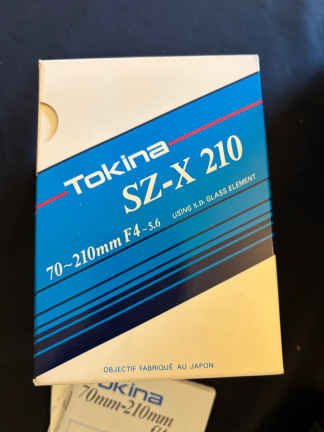 Tokina
SZ-X 210
70~210mm F4~5.6
USING S.D. GLASS ELEMENT
OBJECTIF FABRIQUÉ AU JAPON
Tokina
70mm-210mm